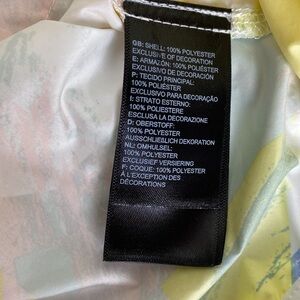 GB: SHELL: 100% POLYESTER
EXCLUSIVE OF DECORATION
E: ARMAZÓN: 100% POLIÉSTER
EXCLUSIVO DE DECORACIÓN
P: TECIDO PRINCIPAL:
100% POLIÉSTER
EXCLUSIVO PARA DECORAÇÃO
I: STRATO ESTERNO:
100% POLIESTERE
ESCLUSA LA DECORAZIONE
D: OBERSTOFF:
100% POLYESTER
AUSSCHLIEßLICH DEKORATION
NL: OMHULSEL:
100% POLYESTER
EXCLUSIEF VERSIERING
F: COQUE: 100% POLYESTER
À L'EXCEPTION DES
DÉCORATIONS